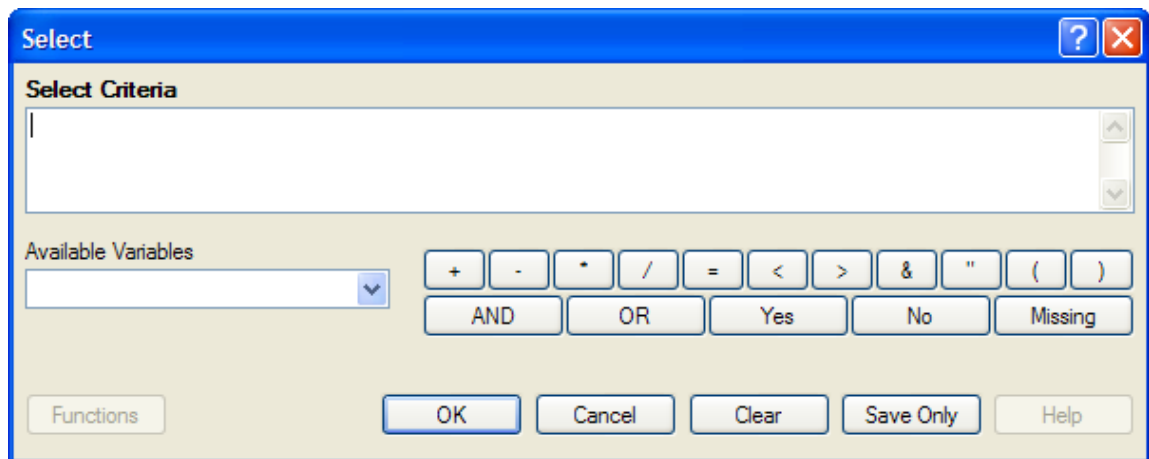 Select
?
Select Criteria
Available Variables
+ - * / = < > & " ( )
AND OR Yes No Missing
Functions OK Cancel Clear Save Only Help